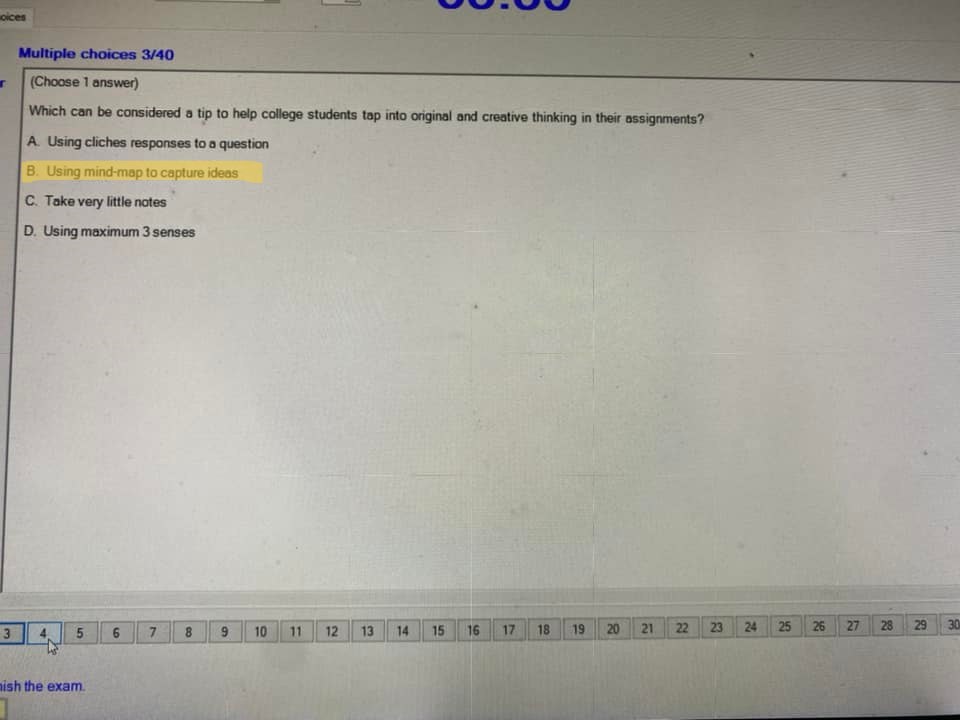 oices
Multiple choices 3/40
r
(Choose 1 answer)
Which can be considered a tip to help college students tap into original and creative thinking in their assignments?
A. Using cliches responses to a question
B. Using mind-map to capture ideas
C. Take very little notes
D. Using maximum 3 senses
3 4 5 6 7 8 9 10 11 12 13 14 15 16 17 18 19 20 21 22 23 24 25 26 27 28 29 30
nish the exam.